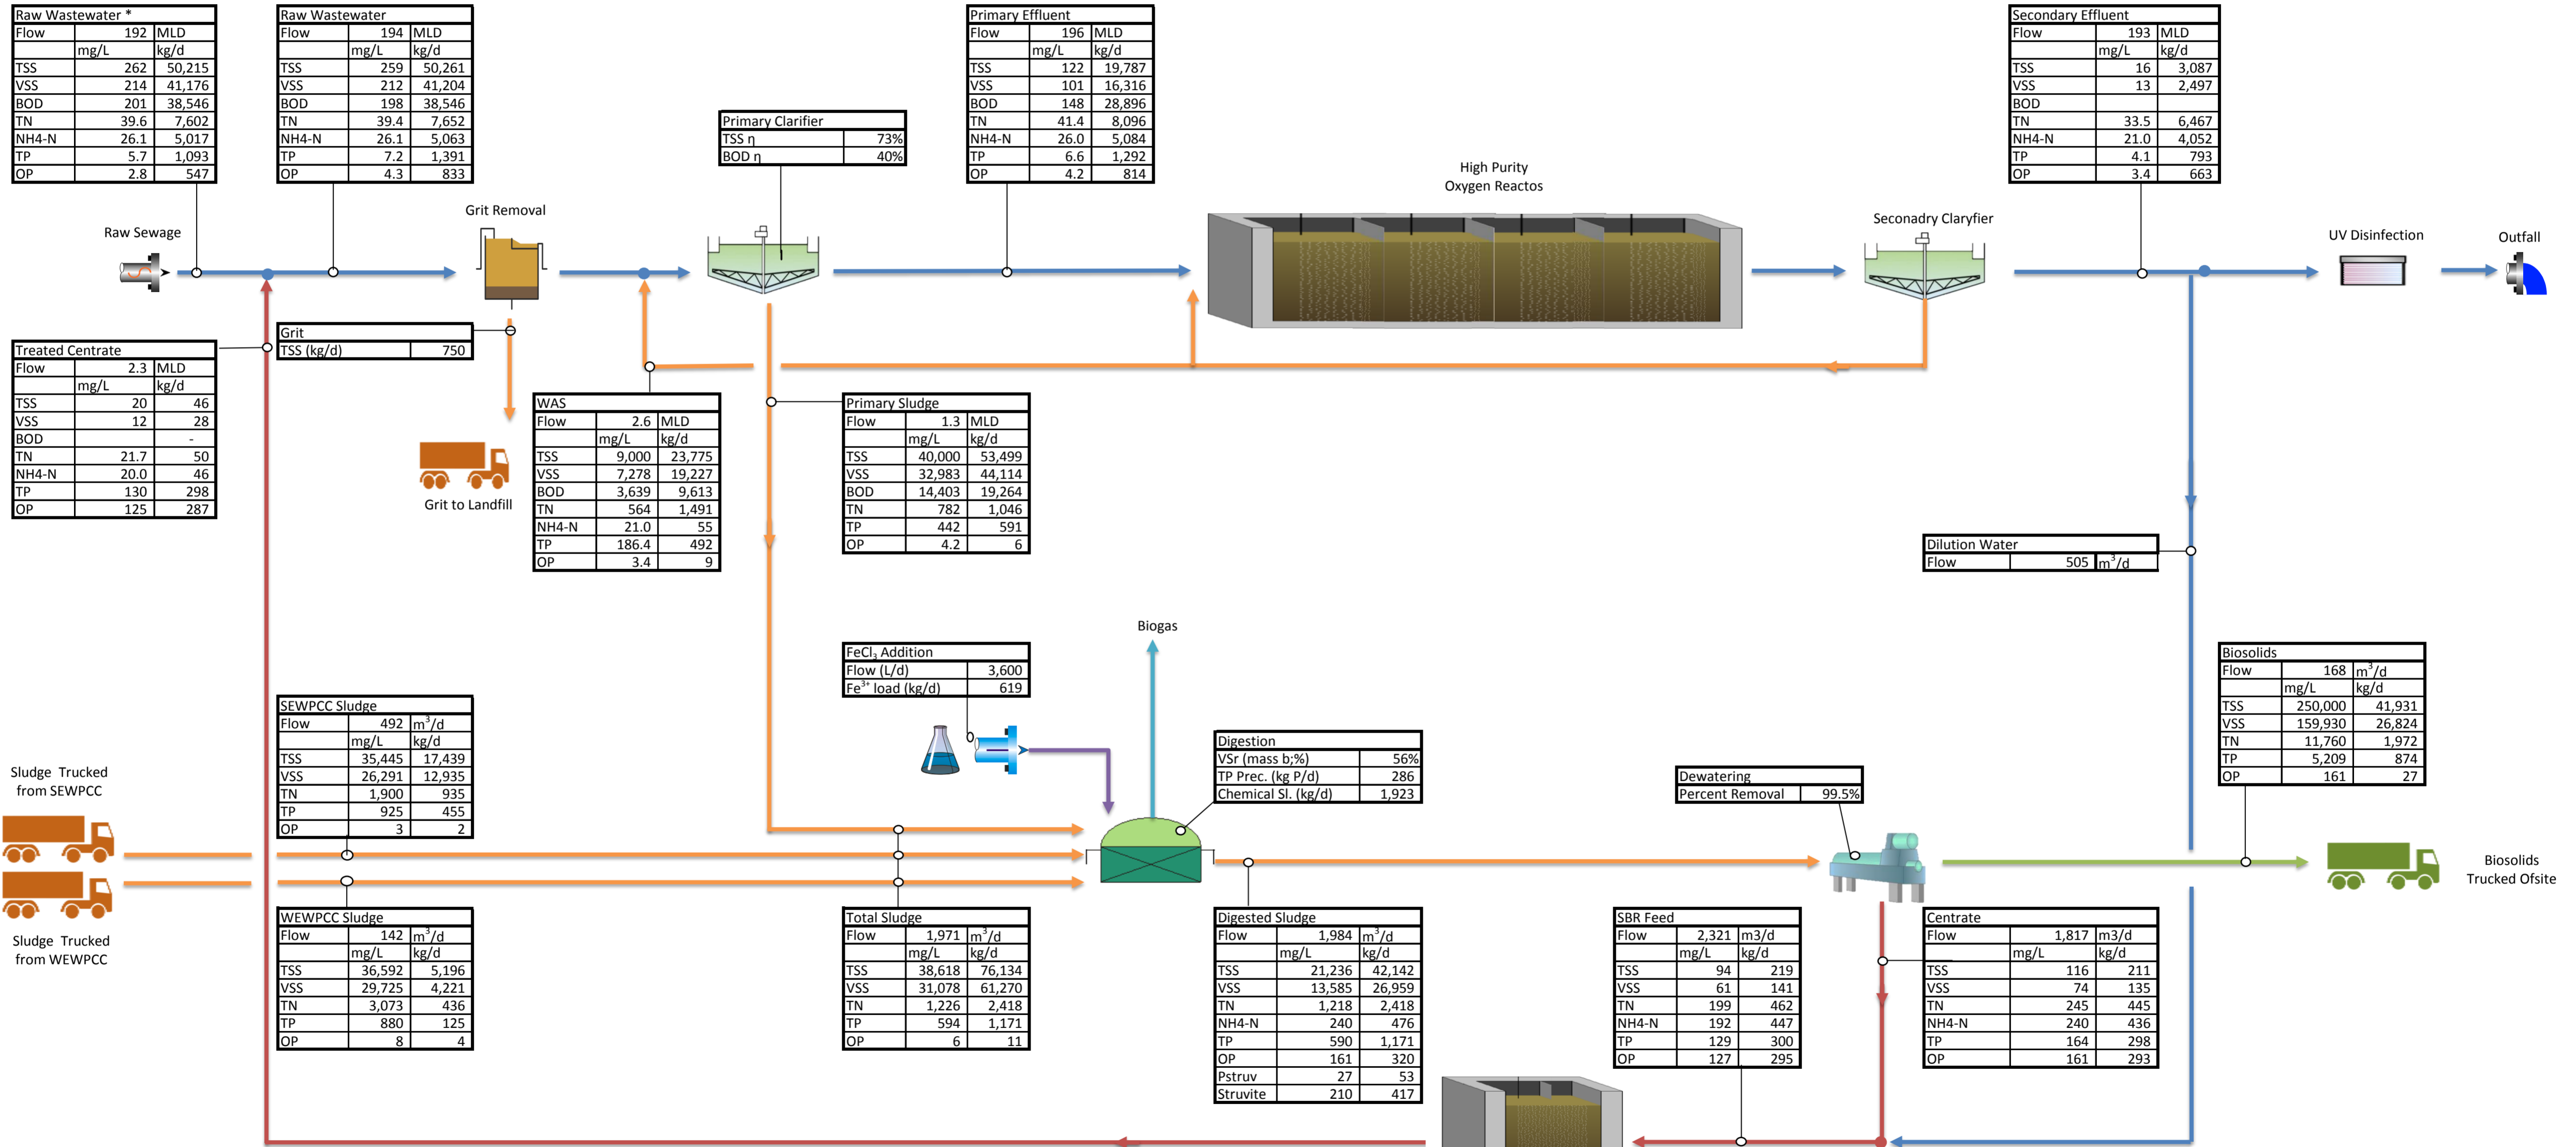 Raw Wastewater *
Flow 192 MLD
mg/L kg/d
TSS 262 50,215
VSS 214 41,176
BOD 201 38,546
TN 39.6 7,602
NH4-N 26.1 5,017
TP 5.7 1,093
OP 2.8 547
Raw Wastewater
Flow 194 MLD
mg/L kg/d
TSS 259 50,261
VSS 212 41,204
BOD 198 38,546
TN 39.4 7,652
NH4-N 26.1 5,063
TP 7.2 1,391
OP 4.3 833
Primary Clarifier
TSS η 73%
BOD η 40%
Primary Effluent
Flow 196 MLD
mg/L kg/d
TSS 122 19,787
VSS 101 16,316
BOD 148 28,896
TN 41.4 8,096
NH4-N 26.0 5,084
TP 6.6 1,292
OP 4.2 814
Secondary Effluent
Flow 193 MLD
mg/L kg/d
TSS 16 3,087
VSS 13 2,497
BOD
TN 33.5 6,467
NH4-N 21.0 4,052
TP 4.1 793
OP 3.4 663
High Purity
Oxygen Reactos
Raw Sewage
Grit Removal
Seconadry Claryfier
UV Disinfection
Outfall
Grit
TSS (kg/d) 750
Treated Centrate
Flow 2.3 MLD
mg/L kg/d
TSS 20 46
VSS 12 28
BOD -
TN 21.7 50
NH4-N 20.0 46
TP 130 298
OP 125 287
Grit to Landfill
WAS
Flow 2.6 MLD
mg/L kg/d
TSS 9,000 23,775
VSS 7,278 19,227
BOD 3,639 9,613
TN 564 1,491
NH4-N 21.0 55
TP 186.4 492
OP 3.4 9
Primary Sludge
Flow 1.3 MLD
mg/L kg/d
TSS 40,000 53,499
VSS 32,983 44,114
BOD 14,403 19,264
TN 782 1,046
TP 442 591
OP 4.2 6
Dilution Water
Flow 505 m³/d
Biogas
FeCl₃ Addition
Flow (L/d) 3,600
Fe³⁺ load (kg/d) 619
Biosolids
Flow 168 m³/d
mg/L kg/d
TSS 250,000 41,931
VSS 159,930 26,824
TN 11,760 1,972
TP 5,209 874
OP 161 27
SEWPCC Sludge
Flow 492 m³/d
mg/L kg/d
TSS 35,445 17,439
VSS 26,291 12,935
TN 1,900 935
TP 925 455
OP 3 2
Digestion
VSr (mass b;%) 56%
TP Prec. (kg P/d) 286
Chemical Sl. (kg/d) 1,923
Dewatering
Percent Removal 99.5%
Sludge Trucked
from SEWPCC
Sludge Trucked
from WEWPCC
Biosolids
Trucked Ofsite
WEWPCC Sludge
Flow 142 m³/d
mg/L kg/d
TSS 36,592 5,196
VSS 29,725 4,221
TN 3,073 436
TP 880 125
OP 8 4
Total Sludge
Flow 1,971 m³/d
mg/L kg/d
TSS 38,618 76,134
VSS 31,078 61,270
TN 1,226 2,418
TP 594 1,171
OP 6 11
Digested Sludge
Flow 1,984 m³/d
mg/L kg/d
TSS 21,236 42,142
VSS 13,585 26,959
TN 1,218 2,418
NH4-N 240 476
TP 590 1,171
OP 161 320
Pstruv 27 53
Struvite 210 417
SBR Feed
Flow 2,321 m3/d
mg/L kg/d
TSS 94 219
VSS 61 141
TN 199 462
NH4-N 192 447
TP 129 300
OP 127 295
Centrate
Flow 1,817 m3/d
mg/L kg/d
TSS 116 211
VSS 74 135
TN 245 445
NH4-N 240 436
TP 164 298
OP 161 293